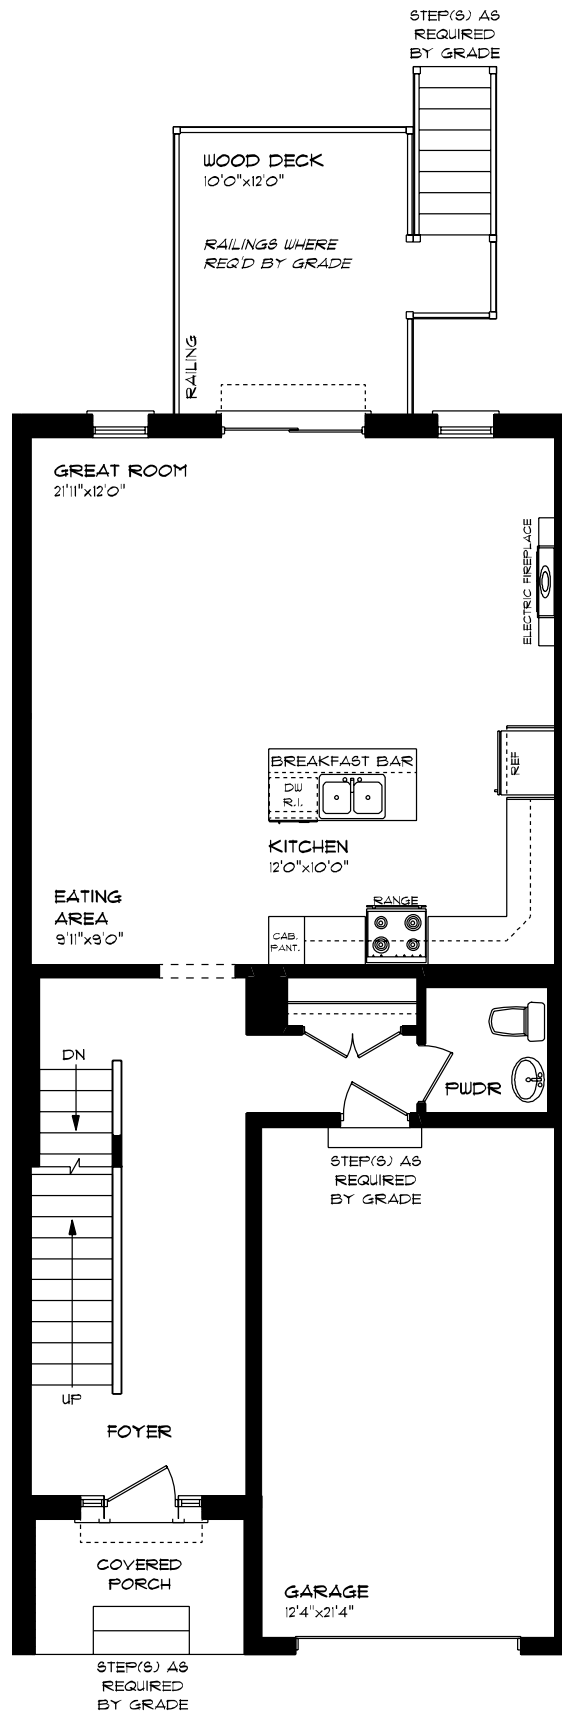 STEP(S) AS
REQUIRED
BY GRADE
WOOD DECK
10'0"x12'0"
RAILINGS WHERE
REQ'D BY GRADE
RAILING
GREAT ROOM
21'11"x12'0"
ELECTRIC FIREPLACE
BREAKFAST BAR
DW
R.I.
REF
KITCHEN
12'0"x10'0"
EATING
AREA
9'11"x9'0"
RANGE
CAB.
PANT.
DN
PWDR
STEP(S) AS
REQUIRED
BY GRADE
UP
FOYER
COVERED
PORCH
GARAGE
12'4"x21'4"
STEP(S) AS
REQUIRED
BY GRADE